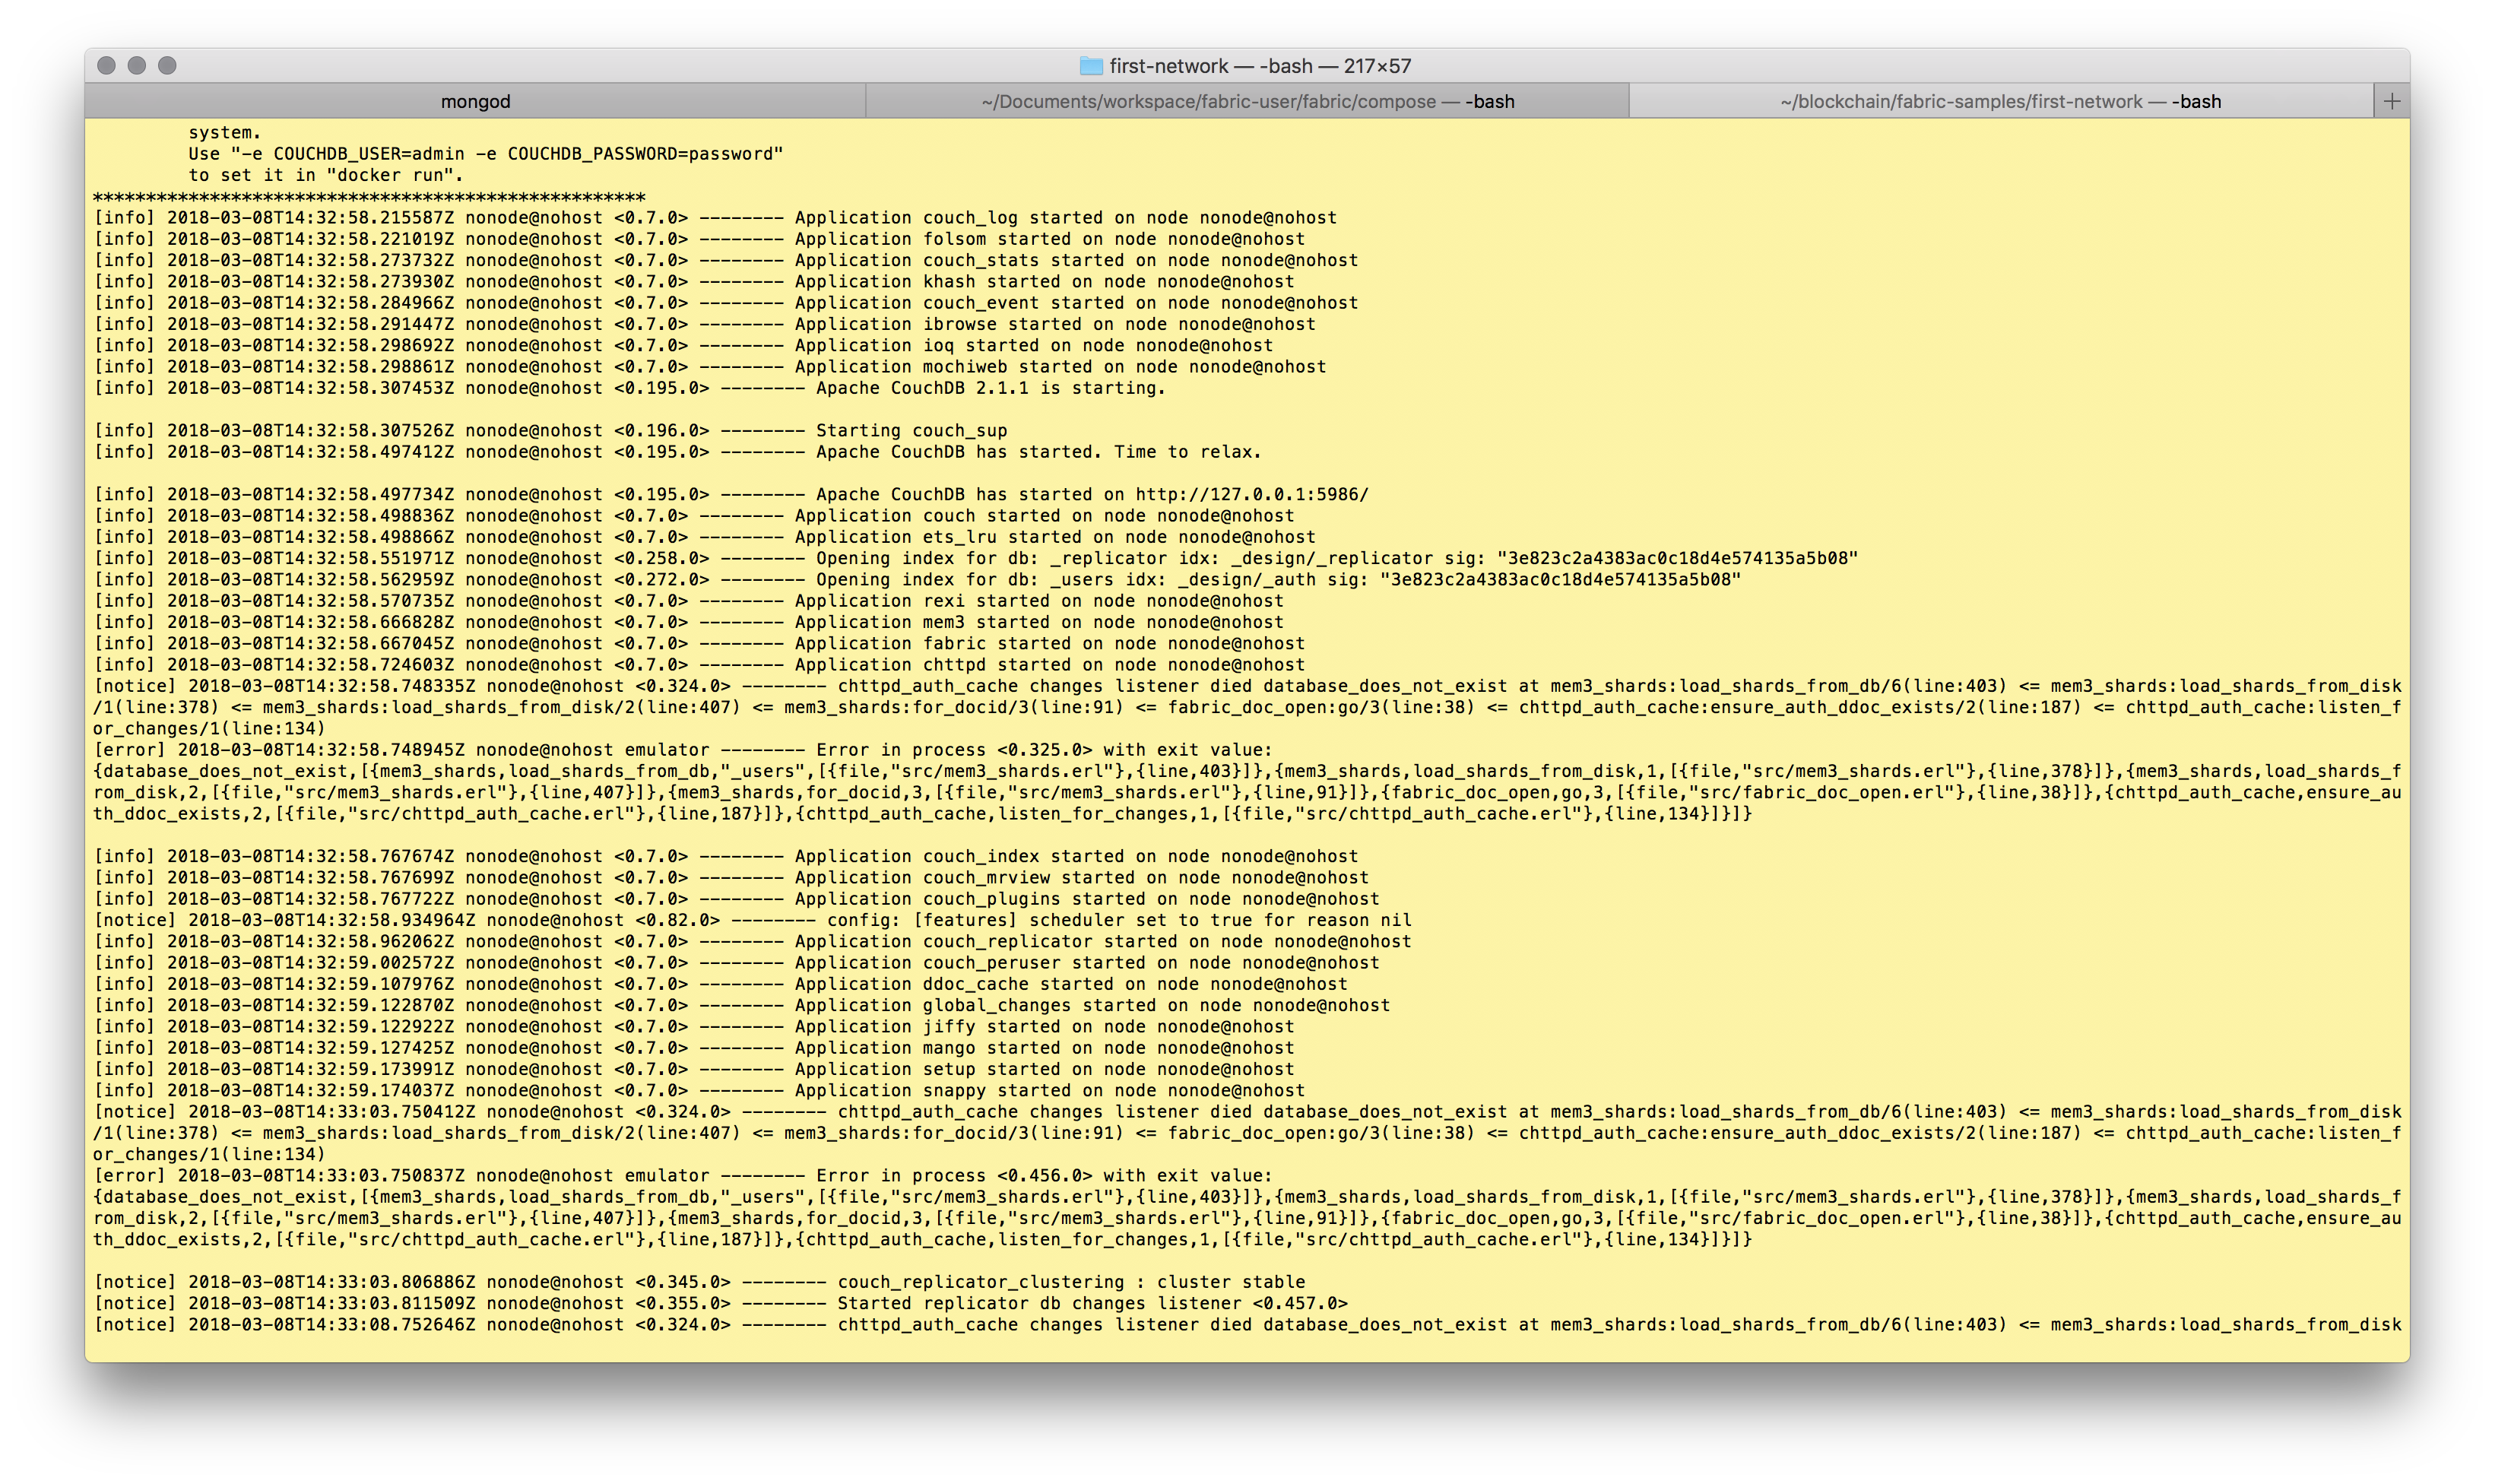 first-network — -bash — 217×57
mongod
~/Documents/workspace/fabric-user/fabric/compose — -bash
~/blockchain/fabric-samples/first-network — -bash
system.
Use "-e COUCHDB_USER=admin -e COUCHDB_PASSWORD=password"
to set it in "docker run".
****************************************************
[info] 2018-03-08T14:32:58.215587Z nonode@nohost <0.7.0> -------- Application couch_log started on node nonode@nohost
[info] 2018-03-08T14:32:58.221019Z nonode@nohost <0.7.0> -------- Application folsom started on node nonode@nohost
[info] 2018-03-08T14:32:58.273732Z nonode@nohost <0.7.0> -------- Application couch_stats started on node nonode@nohost
[info] 2018-03-08T14:32:58.273930Z nonode@nohost <0.7.0> -------- Application khash started on node nonode@nohost
[info] 2018-03-08T14:32:58.284966Z nonode@nohost <0.7.0> -------- Application couch_event started on node nonode@nohost
[info] 2018-03-08T14:32:58.291447Z nonode@nohost <0.7.0> -------- Application ibrowse started on node nonode@nohost
[info] 2018-03-08T14:32:58.298692Z nonode@nohost <0.7.0> -------- Application ioq started on node nonode@nohost
[info] 2018-03-08T14:32:58.298861Z nonode@nohost <0.7.0> -------- Application mochiweb started on node nonode@nohost
[info] 2018-03-08T14:32:58.307453Z nonode@nohost <0.195.0> -------- Apache CouchDB 2.1.1 is starting.
[info] 2018-03-08T14:32:58.307526Z nonode@nohost <0.196.0> -------- Starting couch_sup
[info] 2018-03-08T14:32:58.497412Z nonode@nohost <0.195.0> -------- Apache CouchDB has started. Time to relax.
[info] 2018-03-08T14:32:58.497734Z nonode@nohost <0.195.0> -------- Apache CouchDB has started on http://127.0.0.1:5986/
[info] 2018-03-08T14:32:58.498836Z nonode@nohost <0.7.0> -------- Application couch started on node nonode@nohost
[info] 2018-03-08T14:32:58.498866Z nonode@nohost <0.7.0> -------- Application ets_lru started on node nonode@nohost
[info] 2018-03-08T14:32:58.551971Z nonode@nohost <0.258.0> -------- Opening index for db: _replicator idx: _design/_replicator sig: "3e823c2a4383ac0c18d4e574135a5b08"
[info] 2018-03-08T14:32:58.562959Z nonode@nohost <0.272.0> -------- Opening index for db: _users idx: _design/_auth sig: "3e823c2a4383ac0c18d4e574135a5b08"
[info] 2018-03-08T14:32:58.570735Z nonode@nohost <0.7.0> -------- Application rexi started on node nonode@nohost
[info] 2018-03-08T14:32:58.666828Z nonode@nohost <0.7.0> -------- Application mem3 started on node nonode@nohost
[info] 2018-03-08T14:32:58.667045Z nonode@nohost <0.7.0> -------- Application fabric started on node nonode@nohost
[info] 2018-03-08T14:32:58.724603Z nonode@nohost <0.7.0> -------- Application chttpd started on node nonode@nohost
[notice] 2018-03-08T14:32:58.748335Z nonode@nohost <0.324.0> -------- chttpd_auth_cache changes listener died database_does_not_exist at mem3_shards:load_shards_from_db/6(line:403) <= mem3_shards:load_shards_from_disk
/1(line:378) <= mem3_shards:load_shards_from_disk/2(line:407) <= mem3_shards:for_docid/3(line:91) <= fabric_doc_open:go/3(line:38) <= chttpd_auth_cache:ensure_auth_ddoc_exists/2(line:187) <= chttpd_auth_cache:listen_f
or_changes/1(line:134)
[error] 2018-03-08T14:32:58.748945Z nonode@nohost emulator -------- Error in process <0.325.0> with exit value:
{database_does_not_exist,[{mem3_shards,load_shards_from_db,"_users",[{file,"src/mem3_shards.erl"},{line,403}]},{mem3_shards,load_shards_from_disk,1,[{file,"src/mem3_shards.erl"},{line,378}]},{mem3_shards,load_shards_f
rom_disk,2,[{file,"src/mem3_shards.erl"},{line,407}]},{mem3_shards,for_docid,3,[{file,"src/mem3_shards.erl"},{line,91}]},{fabric_doc_open,go,3,[{file,"src/fabric_doc_open.erl"},{line,38}]},{chttpd_auth_cache,ensure_au
th_ddoc_exists,2,[{file,"src/chttpd_auth_cache.erl"},{line,187}]},{chttpd_auth_cache,listen_for_changes,1,[{file,"src/chttpd_auth_cache.erl"},{line,134}]}]}
[info] 2018-03-08T14:32:58.767674Z nonode@nohost <0.7.0> -------- Application couch_index started on node nonode@nohost
[info] 2018-03-08T14:32:58.767699Z nonode@nohost <0.7.0> -------- Application couch_mrview started on node nonode@nohost
[info] 2018-03-08T14:32:58.767722Z nonode@nohost <0.7.0> -------- Application couch_plugins started on node nonode@nohost
[notice] 2018-03-08T14:32:58.934964Z nonode@nohost <0.82.0> -------- config: [features] scheduler set to true for reason nil
[info] 2018-03-08T14:32:58.962062Z nonode@nohost <0.7.0> -------- Application couch_replicator started on node nonode@nohost
[info] 2018-03-08T14:32:59.002572Z nonode@nohost <0.7.0> -------- Application couch_peruser started on node nonode@nohost
[info] 2018-03-08T14:32:59.107976Z nonode@nohost <0.7.0> -------- Application ddoc_cache started on node nonode@nohost
[info] 2018-03-08T14:32:59.122870Z nonode@nohost <0.7.0> -------- Application global_changes started on node nonode@nohost
[info] 2018-03-08T14:32:59.122922Z nonode@nohost <0.7.0> -------- Application jiffy started on node nonode@nohost
[info] 2018-03-08T14:32:59.127425Z nonode@nohost <0.7.0> -------- Application mango started on node nonode@nohost
[info] 2018-03-08T14:32:59.173991Z nonode@nohost <0.7.0> -------- Application setup started on node nonode@nohost
[info] 2018-03-08T14:32:59.174037Z nonode@nohost <0.7.0> -------- Application snappy started on node nonode@nohost
[notice] 2018-03-08T14:33:03.750412Z nonode@nohost <0.324.0> -------- chttpd_auth_cache changes listener died database_does_not_exist at mem3_shards:load_shards_from_db/6(line:403) <= mem3_shards:load_shards_from_disk
/1(line:378) <= mem3_shards:load_shards_from_disk/2(line:407) <= mem3_shards:for_docid/3(line:91) <= fabric_doc_open:go/3(line:38) <= chttpd_auth_cache:ensure_auth_ddoc_exists/2(line:187) <= chttpd_auth_cache:listen_f
or_changes/1(line:134)
[error] 2018-03-08T14:33:03.750837Z nonode@nohost emulator -------- Error in process <0.456.0> with exit value:
{database_does_not_exist,[{mem3_shards,load_shards_from_db,"_users",[{file,"src/mem3_shards.erl"},{line,403}]},{mem3_shards,load_shards_from_disk,1,[{file,"src/mem3_shards.erl"},{line,378}]},{mem3_shards,load_shards_f
rom_disk,2,[{file,"src/mem3_shards.erl"},{line,407}]},{mem3_shards,for_docid,3,[{file,"src/mem3_shards.erl"},{line,91}]},{fabric_doc_open,go,3,[{file,"src/fabric_doc_open.erl"},{line,38}]},{chttpd_auth_cache,ensure_au
th_ddoc_exists,2,[{file,"src/chttpd_auth_cache.erl"},{line,187}]},{chttpd_auth_cache,listen_for_changes,1,[{file,"src/chttpd_auth_cache.erl"},{line,134}]}]}
[notice] 2018-03-08T14:33:03.806886Z nonode@nohost <0.345.0> -------- couch_replicator_clustering : cluster stable
[notice] 2018-03-08T14:33:03.811509Z nonode@nohost <0.355.0> -------- Started replicator db changes listener <0.457.0>
[notice] 2018-03-08T14:33:08.752646Z nonode@nohost <0.324.0> -------- chttpd_auth_cache changes listener died database_does_not_exist at mem3_shards:load_shards_from_db/6(line:403) <= mem3_shards:load_shards_from_disk